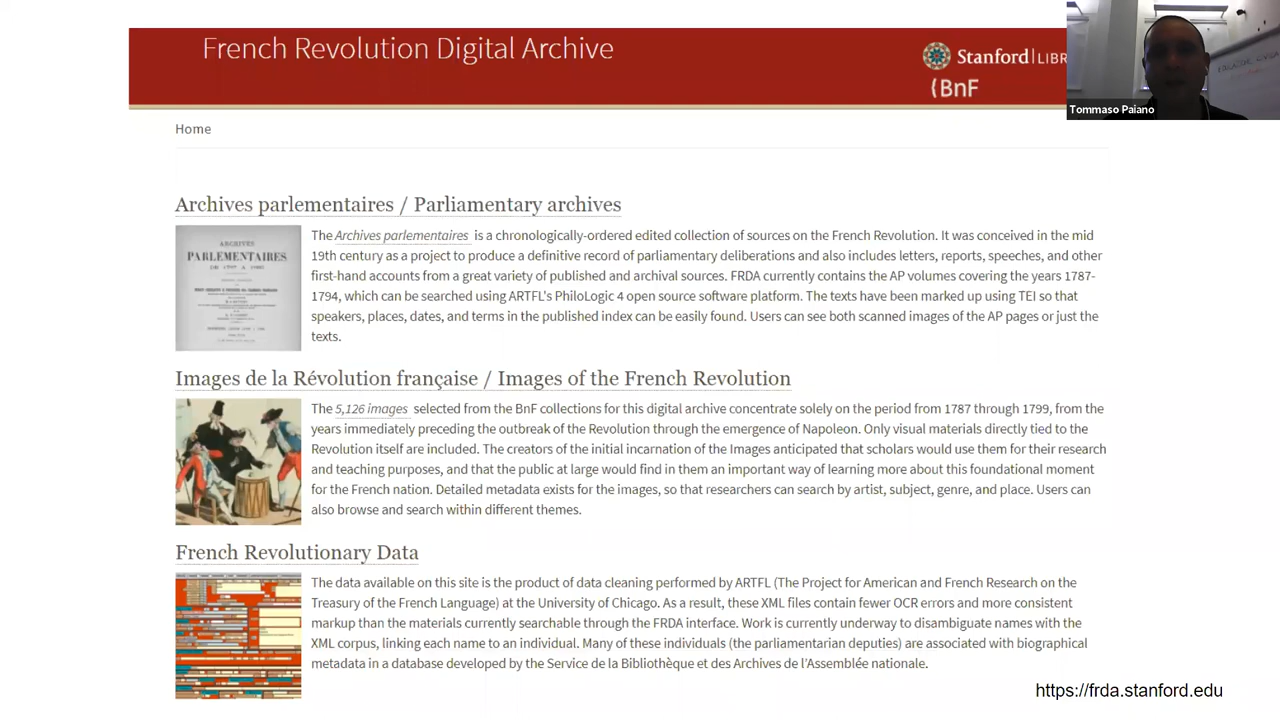 French Revolution Digital Archive
Stanford | LIBR
(BnF
Tommaso Paiano
Home
Archives parlementaires / Parliamentary archives
ARCHIVES
PARLEMENTAIRES
The Archives parlementaires is a chronologically-ordered edited collection of sources on the French Revolution. It was conceived in the mid
19th century as a project to produce a definitive record of parliamentary deliberations and also includes letters, reports, speeches, and other
first-hand accounts from a great variety of published and archival sources. FRDA currently contains the AP volumes covering the years 1787-
1794, which can be searched using ARTFL's PhiloLogic 4 open source software platform. The texts have been marked up using TEI so that
speakers, places, dates, and terms in the published index can be easily found. Users can see both scanned images of the AP pages or just the
texts.
Images de la Révolution française / Images of the French Revolution
The 5,126 images selected from the BnF collections for this digital archive concentrate solely on the period from 1787 through 1799, from the
years immediately preceding the outbreak of the Revolution through the emergence of Napoleon. Only visual materials directly tied to the
Revolution itself are included. The creators of the initial incarnation of the Images anticipated that scholars would use them for their research
and teaching purposes, and that the public at large would find in them an important way of learning more about this foundational moment
for the French nation. Detailed metadata exists for the images, so that researchers can search by artist, subject, genre, and place. Users can
also browse and search within different themes.
French Revolutionary Data
The data available on this site is the product of data cleaning performed by ARTFL (The Project for American and French Research on the
Treasury of the French Language) at the University of Chicago. As a result, these XML files contain fewer OCR errors and more consistent
markup than the materials currently searchable through the FRDA interface. Work is currently underway to disambiguate names with the
XML corpus, linking each name to an individual. Many of these individuals (the parliamentary deputies) are associated with biographical
metadata in a database developed by the Service de la Bibliothèque et des Archives de l'Assemblée nationale.
https://frda.stanford.edu